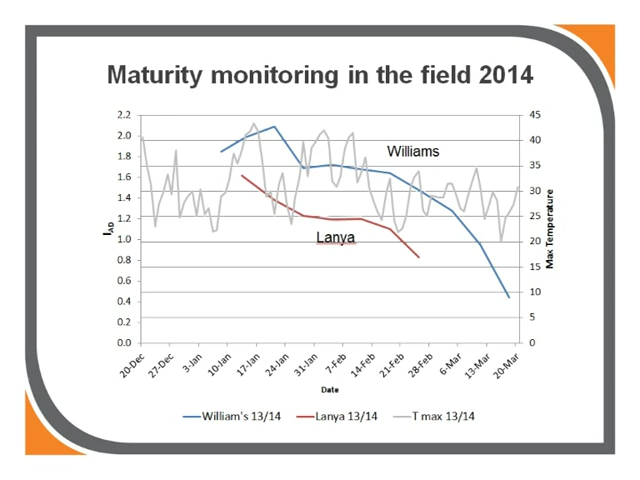 Maturity monitoring in the field 2014
2.2
2.0
1.8
1.6
1.4
1.2
1.0
0.8
0.6
0.4
0.2
0.0
I_AD
Williams
Lanya
45
40
35
30
25
20
15
10
5
0
Max Temperature
20-Dec
27-Dec
3-Jan
10-Jan
17-Jan
24-Jan
31-Jan
7-Feb
14-Feb
21-Feb
28-Feb
6-Mar
13-Mar
20-Mar
Date
William's 13/14 Lanya 13/14 T max 13/14